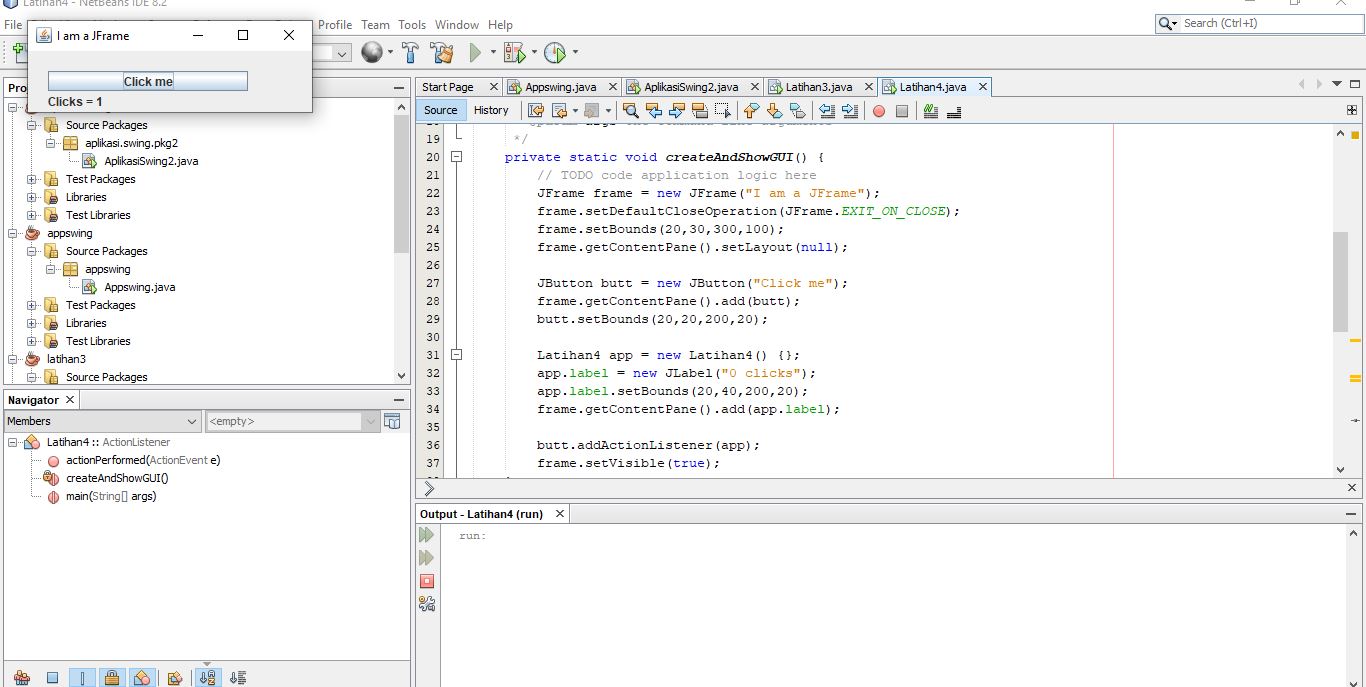 Latihan4 - NetBeans IDE 8.2
File
Profile Team Tools Window Help
Search (Ctrl+I)
I am a JFrame
Click me
Clicks = 1
Source Packages
aplikasi.swing.pkg2
AplikasiSwing2.java
Test Packages
Libraries
Test Libraries
appswing
Source Packages
appswing
Appswing.java
Test Packages
Libraries
Test Libraries
latihan3
Source Packages
Navigator
Members
<empty>
Latihan4 :: ActionListener
actionPerformed(ActionEvent e)
createAndShowGUI()
main(String[] args)
Start Page Appswing.java AplikasiSwing2.java Latihan3.java Latihan4.java
Source History
19 */
20 private static void createAndShowGUI() {
21 // TODO code application logic here
22 JFrame frame = new JFrame("I am a JFrame");
23 frame.setDefaultCloseOperation(JFrame.EXIT_ON_CLOSE);
24 frame.setBounds(20,30,300,100);
25 frame.getContentPane().setLayout(null);
26
27 JButton butt = new JButton("Click me");
28 frame.getContentPane().add(butt);
29 butt.setBounds(20,20,200,20);
30
31 Latihan4 app = new Latihan4() {};
32 app.label = new JLabel("0 clicks");
33 app.label.setBounds(20,40,200,20);
34 frame.getContentPane().add(app.label);
35
36 butt.addActionListener(app);
37 frame.setVisible(true);
Output - Latihan4 (run)
run: